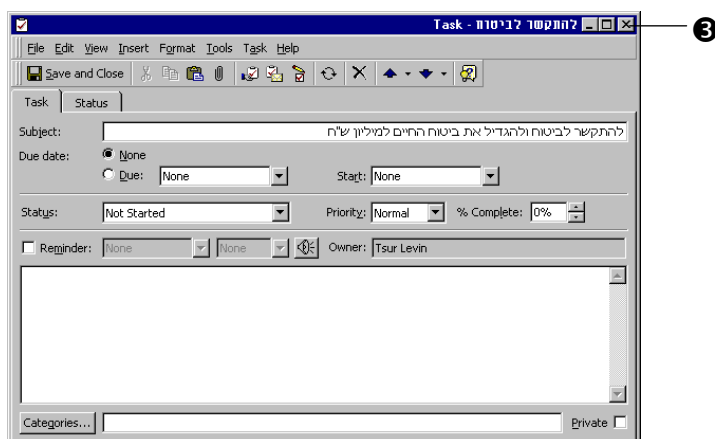 Task - להתקשר לביטוח
❸
File Edit View Insert Format Tools Task Help
Save and Close
Task Status
Subject: להתקשר לביטוח ולהגדיל את ביטוח החיים למיליון ש"ח
Due date: None
Due: None Start: None
Status: Not Started Priority: Normal % Complete: 0%
Reminder: None None Owner: Tsur Levin
Categories... Private